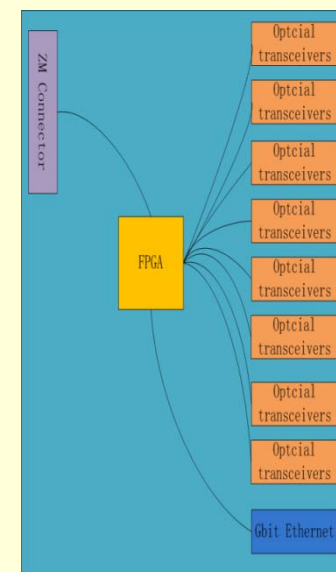 ZM Connector
FPGA
Optcial
transceivers
Optcial
transceivers
Optcial
transceivers
Optcial
transceivers
Optcial
transceivers
Optcial
transceivers
Optcial
transceivers
Optcial
transceivers
Gbit Ethernet